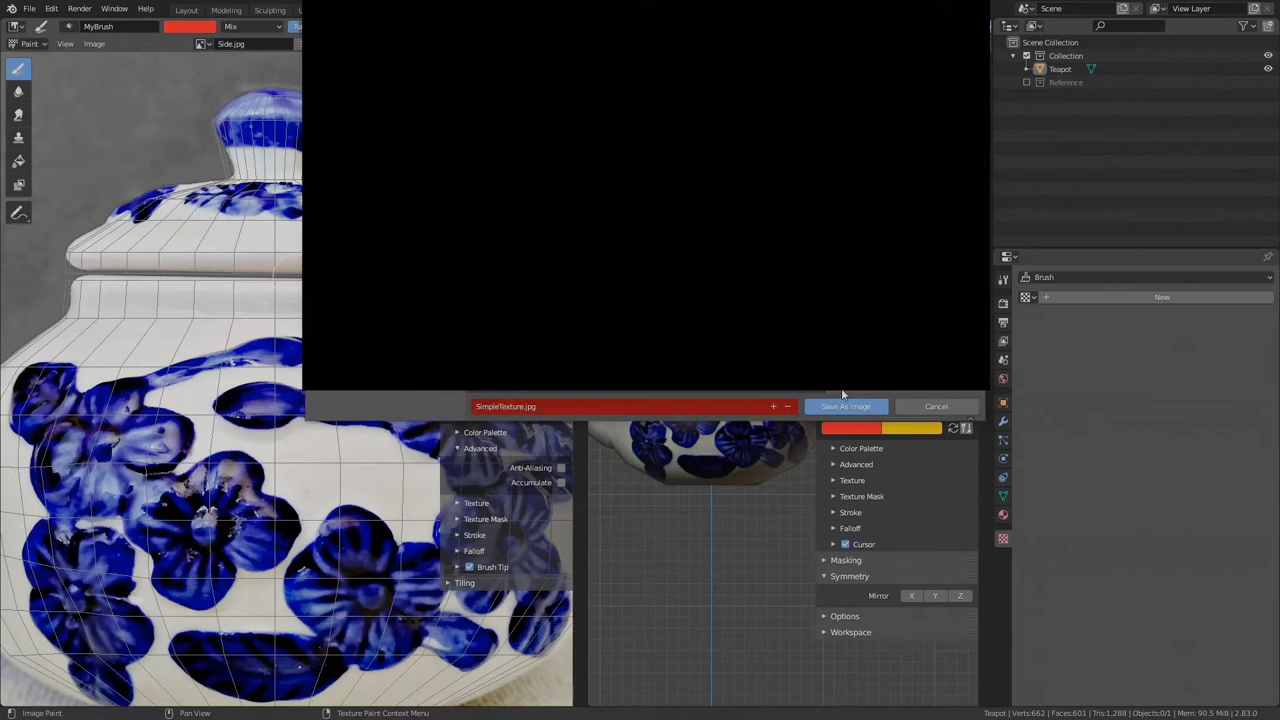 File Edit Render Window Help Layout Modeling Sculpting
Scene
View Layer
MyBrush
Mix
Paint View Image
Side.jpg
Scene Collection
Collection
Teapot
Reference
Brush
New
SimpleTexture.jpg
Save As Image
Cancel
Color Palette
Advanced
Anti-Aliasing
Accumulate
Texture
Texture Mask
Stroke
Falloff
Brush Tip
Tiling
Color Palette
Advanced
Texture
Texture Mask
Stroke
Falloff
Cursor
Masking
Symmetry
Mirror X Y Z
Options
Workspace
Image Paint
Pan View
Texture Paint Context Menu
Teapot | Verts:662 | Faces:601 | Tris:1,288 | Objects:0/1 | Mem: 90.5 MiB | 2.83.0